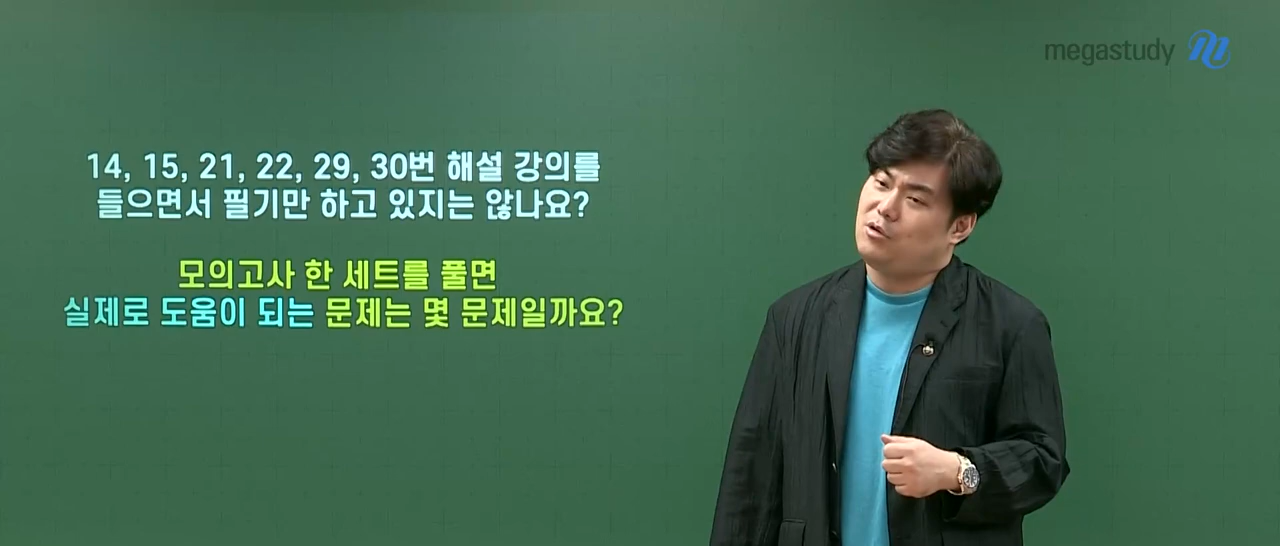 megastudy
14, 15, 21, 22, 29, 30번 해설 강의를
들으면서 필기만 하고 있지는 않나요?
모의고사 한 세트를 풀면
실제로 도움이 되는 문제는 몇 문제일까요?